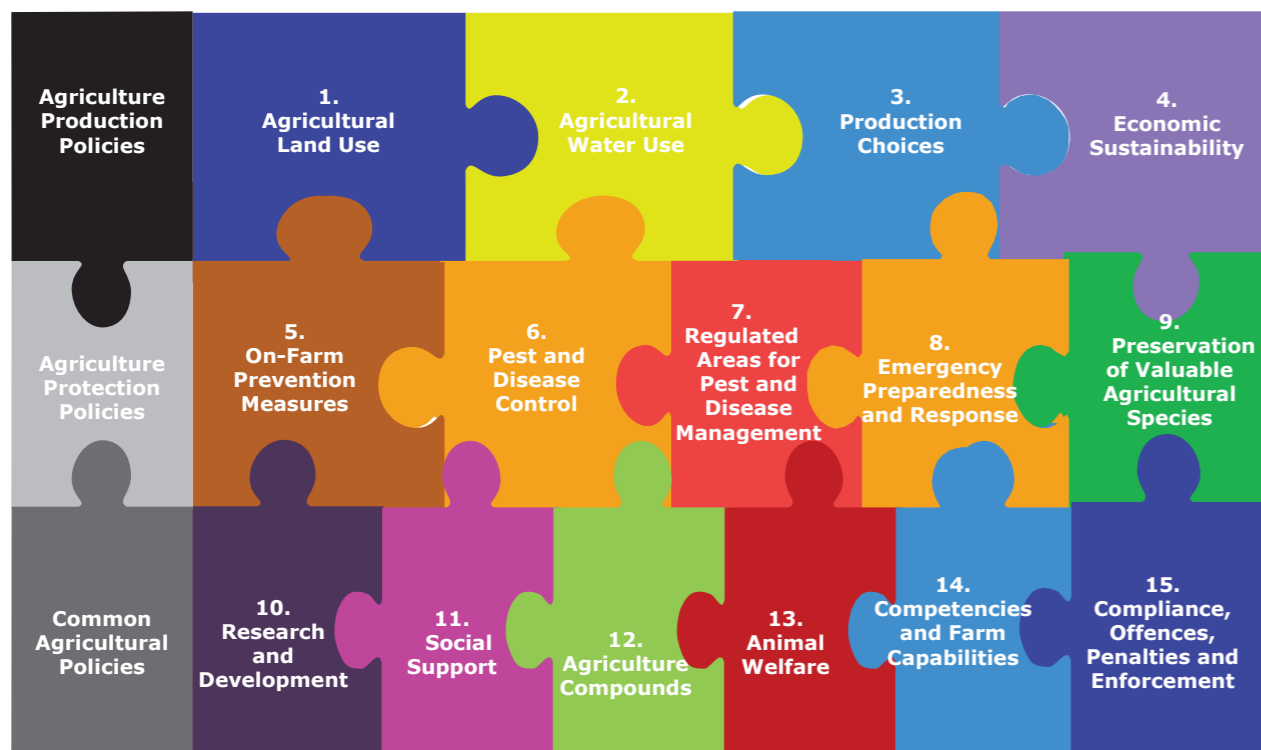 Agriculture
Production
Policies
1.
Agricultural
Land Use
2.
Agricultural
Water Use
3.
Production
Choices
4.
Economic
Sustainability
Agriculture
Protection
Policies
5.
On-Farm
Prevention
Measures
6.
Pest and
Disease
Control
7.
Regulated
Areas for
Pest and
Disease
Management
8.
Emergency
Preparedness
and Response
9.
Preservation
of Valuable
Agricultural
Species
Common
Agricultural
Policies
10.
Research
and
Development
11.
Social
Support
12.
Agriculture
Compounds
13.
Animal
Welfare
14.
Competencies
and Farm
Capabilities
15.
Compliance,
Offences,
Penalties and
Enforcement